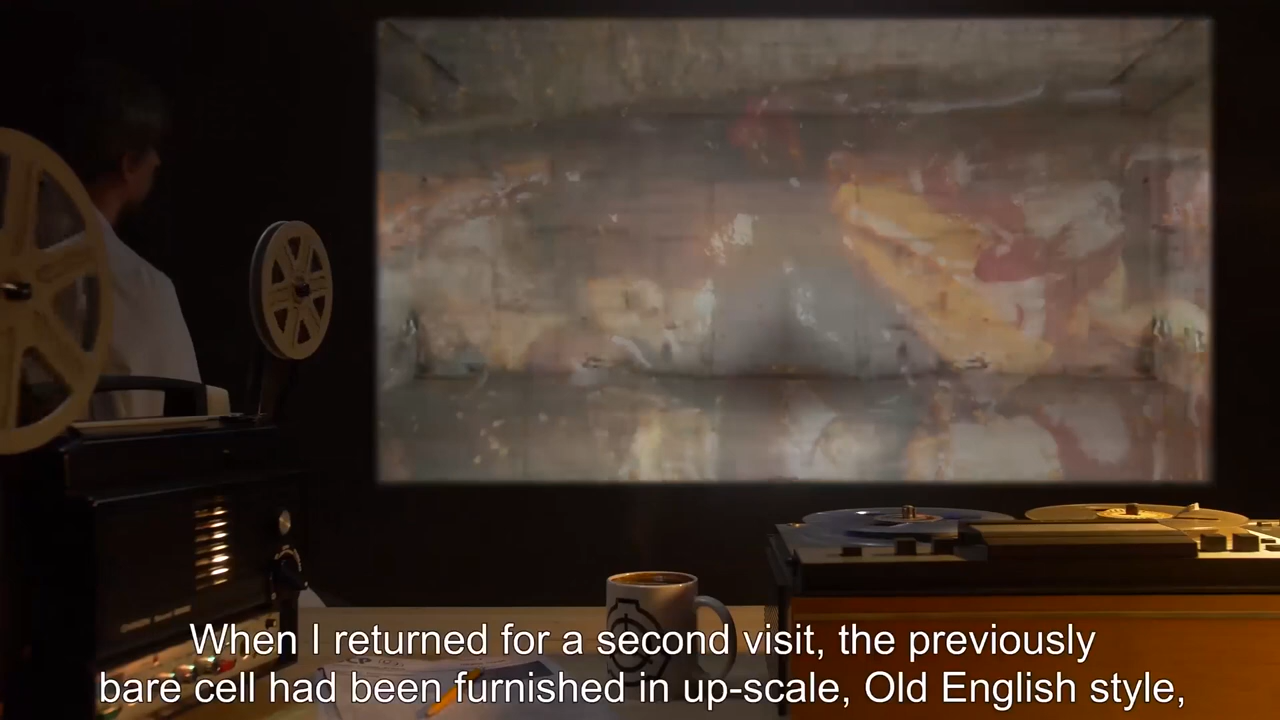 When I returned for a second visit, the previously
bare cell had been furnished in up-scale, Old English style,